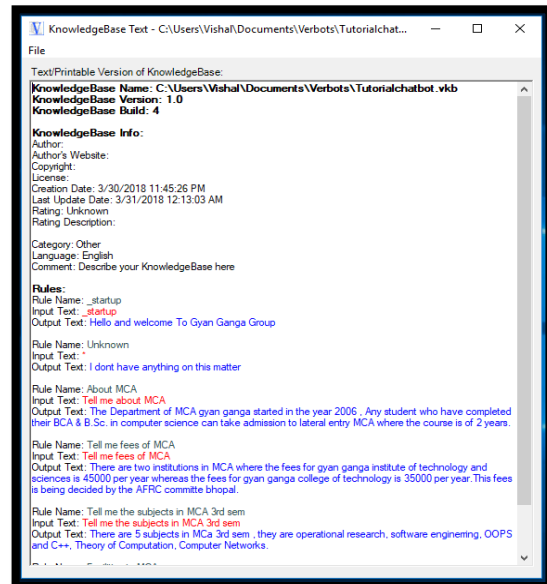 KnowledgeBase Text - C:\Users\Vishal\Documents\Verbots\Tutorialchat...
File
Text/Printable Version of KnowledgeBase:
KnowledgeBase Name: C:\Users\Vishal\Documents\Verbots\Tutorialchatbot.vkb
KnowledgeBase Version: 1.0
KnowledgeBase Build: 4
KnowledgeBase Info:
Author:
Author's Website:
Copyright:
License:
Creation Date: 3/30/2018 11:45:26 PM
Last Update Date: 3/31/2018 12:13:03 AM
Rating: Unknown
Rating Description:
Category: Other
Language: English
Comment: Describe your KnowledgeBase here
Rules:
Rule Name: _startup
Input Text: _startup
Output Text: Hello and welcome To Gyan Ganga Group
Rule Name: Unknown
Input Text: *
Output Text: I dont have anything on this matter
Rule Name: About MCA
Input Text: Tell me about MCA
Output Text: The Department of MCA gyan ganga started in the year 2006 , Any student who have completed
their BCA & B.Sc. in computer science can take admission to lateral entry MCA where the course is of 2 years.
Rule Name: Tell me fees of MCA
Input Text: Tell me fees of MCA
Output Text: There are two institutions in MCA where the fees for gyan ganga institute of technology and
sciences is 45000 per year whereas the fees for gyan ganga college of technology is 35000 per year.This fees
is being decided by the AFRC committe bhopal.
Rule Name: Tell me the subjects in MCA 3rd sem
Input Text: Tell me the subjects in MCA 3rd sem
Output Text: There are 5 subjects in MCa 3rd sem , they are operational research, software enginerring, OOPS
and C++, Theory of Computation, Computer Networks.